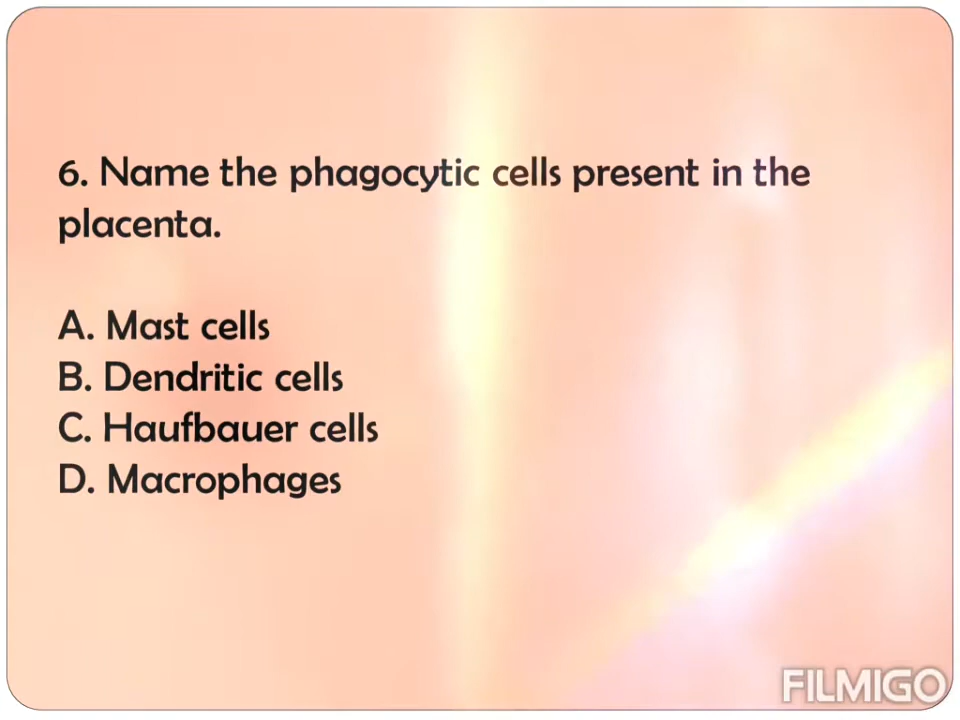 6. Name the phagocytic cells present in the
placenta.
A. Mast cells
B. Dendritic cells
C. Haufbauer cells
D. Macrophages
FILMIGO